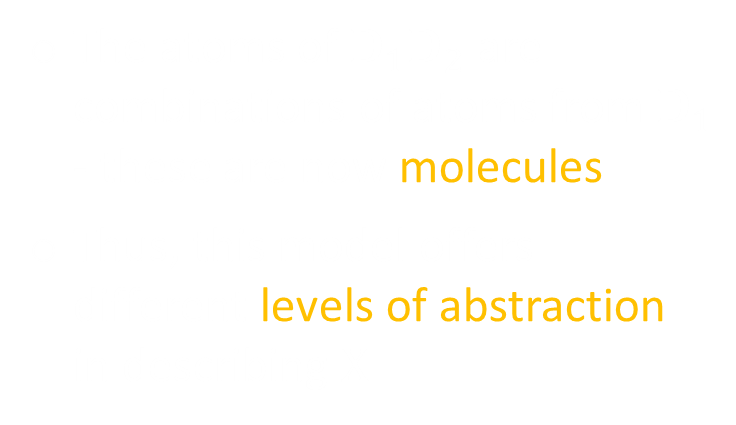 molecules
levels of abstraction